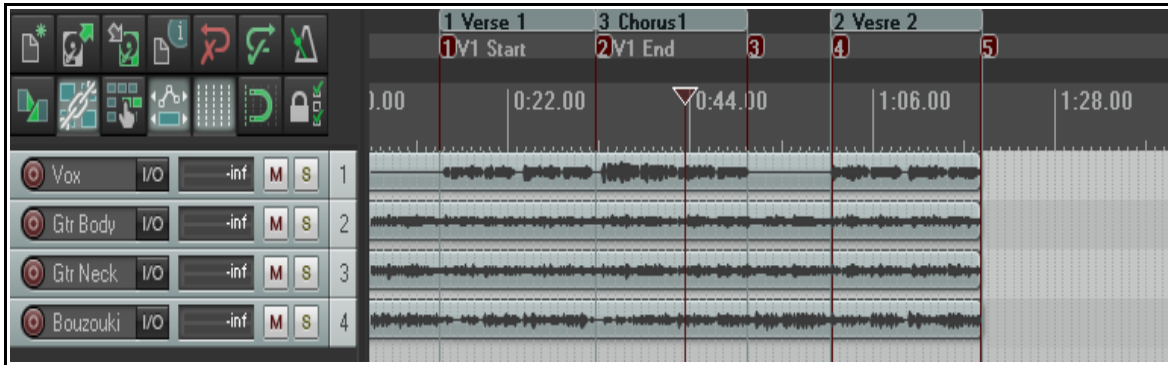 1 Verse 1 3 Chorus1 2 Vesre 2
1 V1 Start 2 V1 End 3 4 5
).00 0:22.00 0:44.00 1:06.00 1:28.00
Vox I/O -inf M S 1
Gtr Body I/O -inf M S 2
Gtr Neck I/O -inf M S 3
Bouzouki I/O -inf M S 4